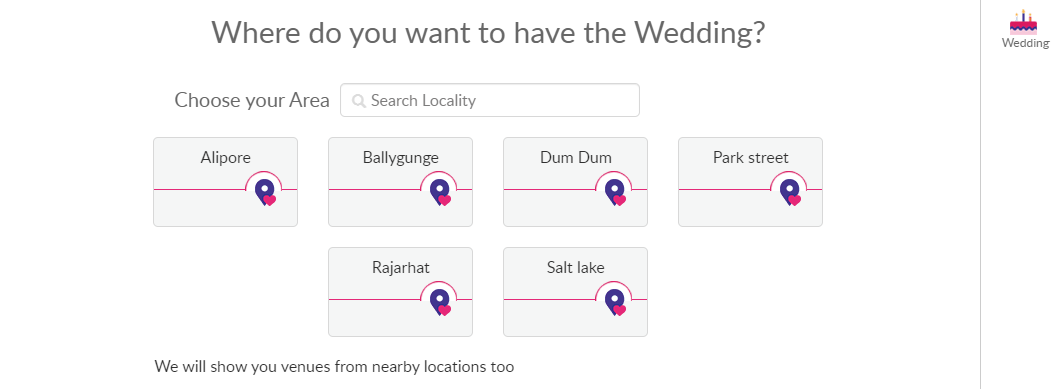 Where do you want to have the Wedding?
Wedding
Choose your Area
Search Locality
Alipore
Ballygunge
Dum Dum
Park street
Rajarhat
Salt lake
We will show you venues from nearby locations too